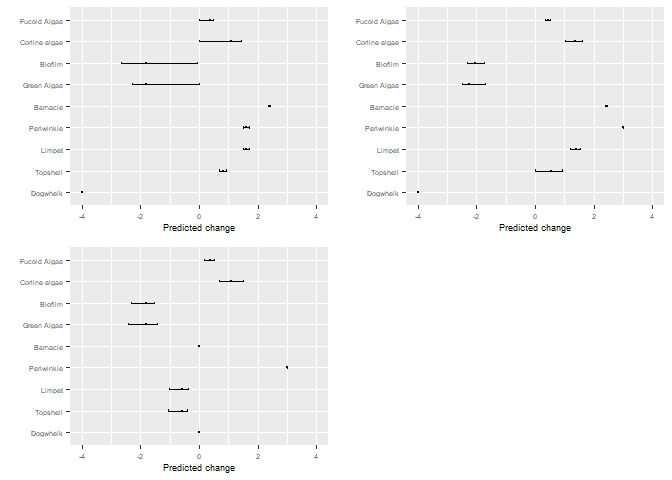 Fucoid Algae
Corline algae
Biofilm
Green Algae
Barnacle
Periwinkle
Limpet
Topshell
Dogwhelk
-4 -2 0 2 4
Predicted change
Fucoid Algae
Corline algae
Biofilm
Green Algae
Barnacle
Periwinkle
Limpet
Topshell
Dogwhelk
-4 -2 0 2 4
Predicted change
Fucoid Algae
Corline algae
Biofilm
Green Algae
Barnacle
Periwinkle
Limpet
Topshell
Dogwhelk
-4 -2 0 2 4
Predicted change